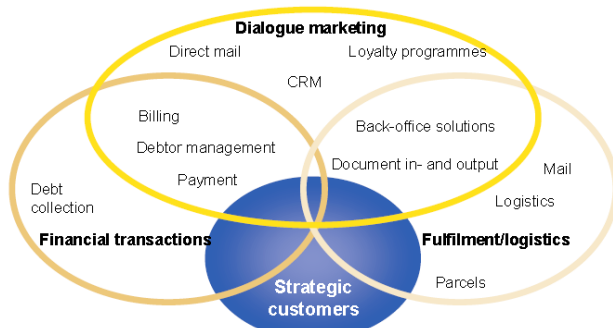 Dialogue marketing
Direct mail
Loyalty programmes
CRM
Billing
Back-office solutions
Debtor management
Document in- and output
Mail
Payment
Debt
collection
Logistics
Financial transactions
Fulfilment/logistics
Parcels
Strategic
customers